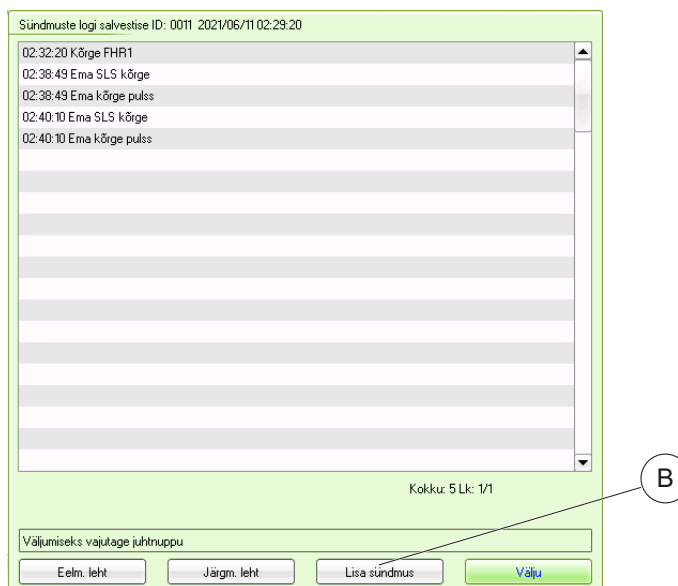 Sündmuste logi salvestise ID: 0011 2021/06/11 02:29:20
02:32:20 Kõrge FHR1
02:38:49 Ema SLS kõrge
02:38:49 Ema kõrge pulss
02:40:10 Ema SLS kõrge
02:40:10 Ema kõrge pulss
Kokku: 5 Lk: 1/1
B
Väljumiseks vajutage juhtnuppu
Eelm. leht Järgm. leht Lisa sündmus Välju